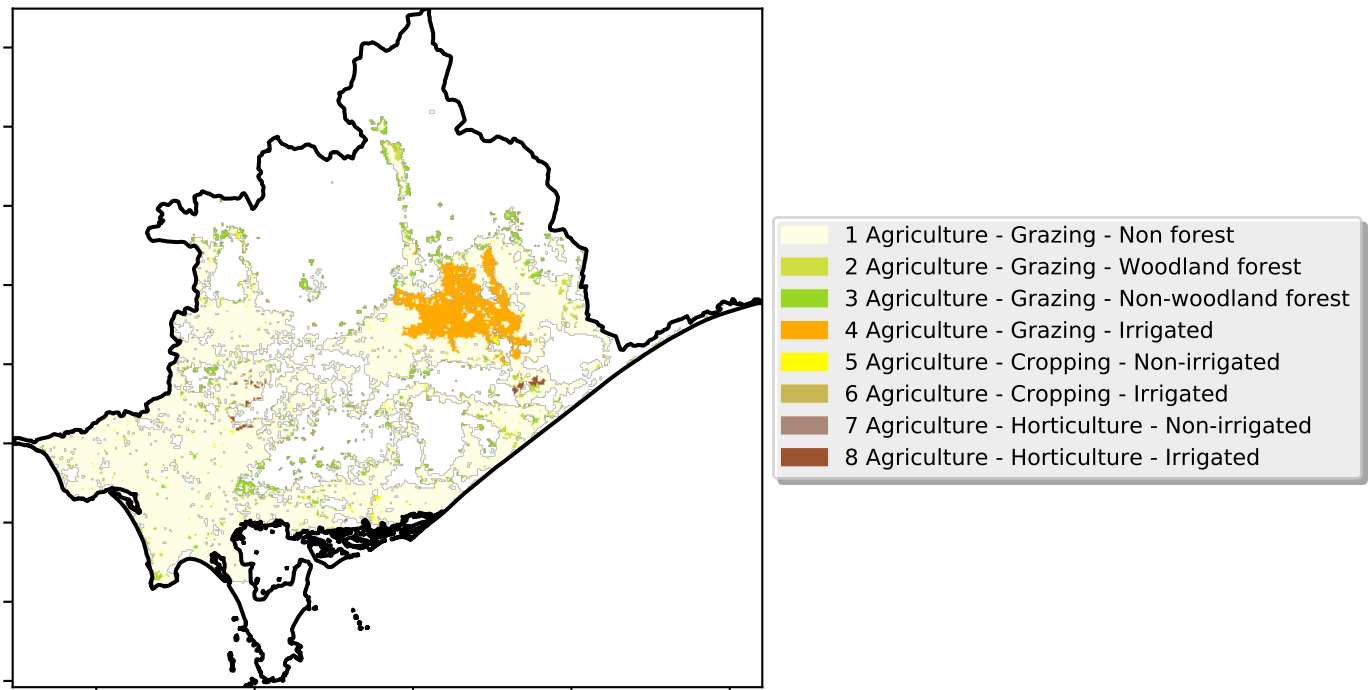 1 Agriculture - Grazing - Non forest
2 Agriculture - Grazing - Woodland forest
3 Agriculture - Grazing - Non-woodland forest
4 Agriculture - Grazing - Irrigated
5 Agriculture - Cropping - Non-irrigated
6 Agriculture - Cropping - Irrigated
7 Agriculture - Horticulture - Non-irrigated
8 Agriculture - Horticulture - Irrigated